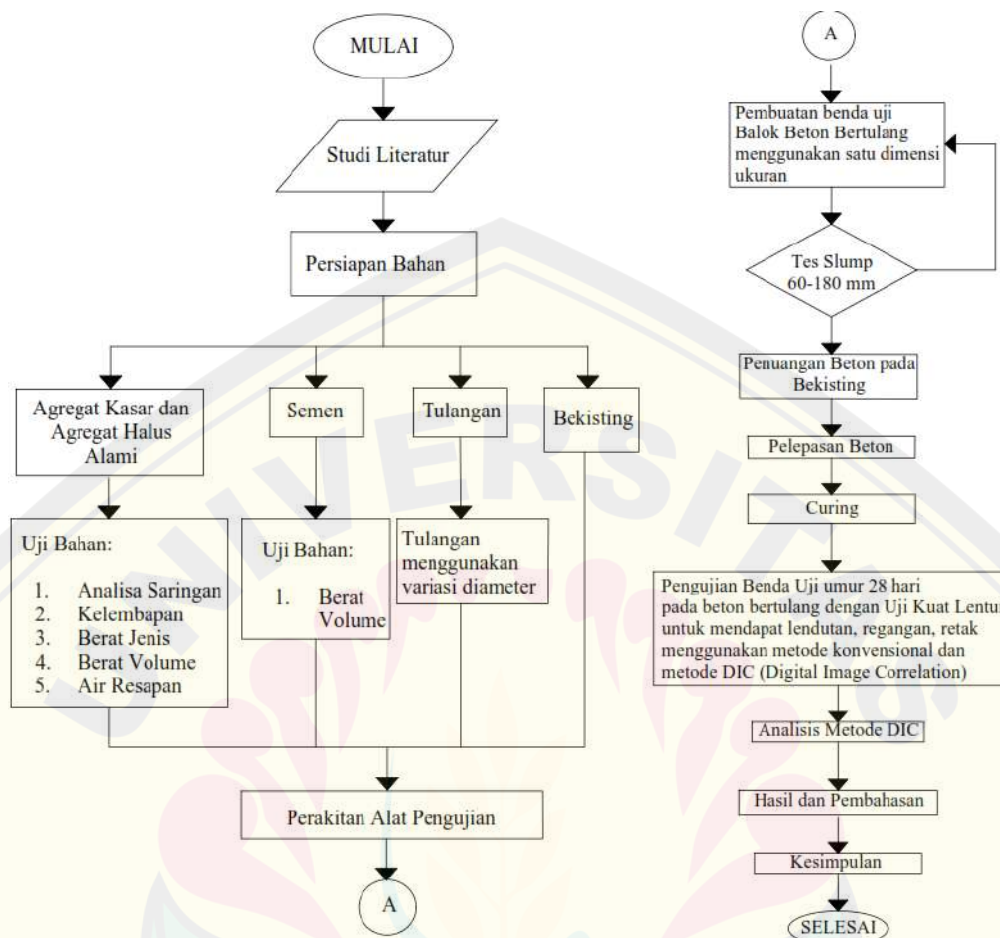 MULAI
Studi Literatur
Persiapan Bahan
Agregat Kasar dan
Agregat Halus
Alami
Semen
Tulangan
Bekisting
Uji Bahan:
1. Analisa Saringan
2. Kelembapan
3. Berat Jenis
4. Berat Volume
5. Air Resapan
Uji Bahan:
1. Berat
Volume
Tulangan
menggunakan
variasi diameter
Perakitan Alat Pengujian
A
A
Pembuatan benda uji
Balok Beton Bertulang
menggunakan satu dimensi
ukuran
Tes Slump
60-180 mm
Penuangan Beton pada
Bekisting
Pelepasan Beton
Curing
Pengujian Benda Uji umur 28 hari
pada beton bertulang dengan Uji Kuat Lentur
untuk mendapat lendutan, regangan, retak
menggunakan metode konvensional dan
metode DIC (Digital Image Correlation)
Analisis Metode DIC
Hasil dan Pembahasan
Kesimpulan
SELESAI
UNIVERSITAS